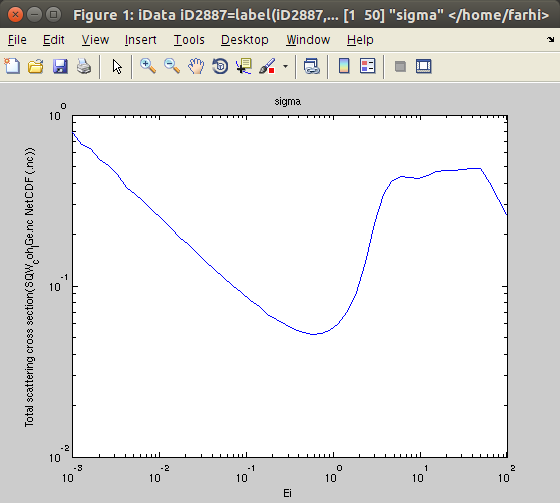 Figure 1: iData iD2887=label(iD2887,... [1 50] "sigma" </home/farhi>
File Edit View Insert Tools Desktop Window Help
sigma
Total scattering cross section(SQW_coh_lGe.nc NetCDF (.nc))
10^0
10^-1
10^-2
10^-3 10^-2 10^-1 10^0 10^1 10^2
Ei